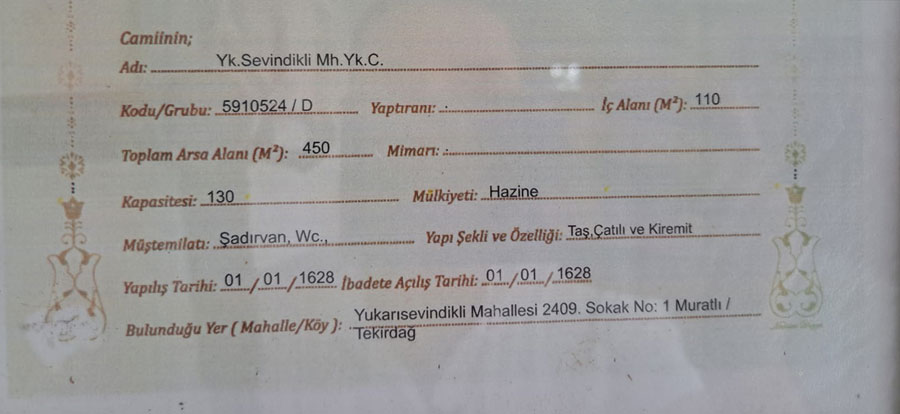 Camiinin;
Adı: Yk.Sevindikli Mh.Yk.C.
Kodu/Grubu: 5910524 / D Yaptıranı: . İç Alanı (M²): 110
Toplam Arsa Alanı (M²): 450 Mimarı: .
Kapasitesi: 130 Mülkiyeti: Hazine
Müştemilatı: Şadırvan, Wc., Yapı Şekli ve Özelliği: Taş,Çatılı ve Kiremit
Yapılış Tarihi: 01 / 01 / 1628 İbadete Açılış Tarihi: 01 / 01 / 1628
Bulunduğu Yer ( Mahalle/Köy ): Yukarısevindikli Mahallesi 2409. Sokak No: 1 Muratlı /
Tekirdağ